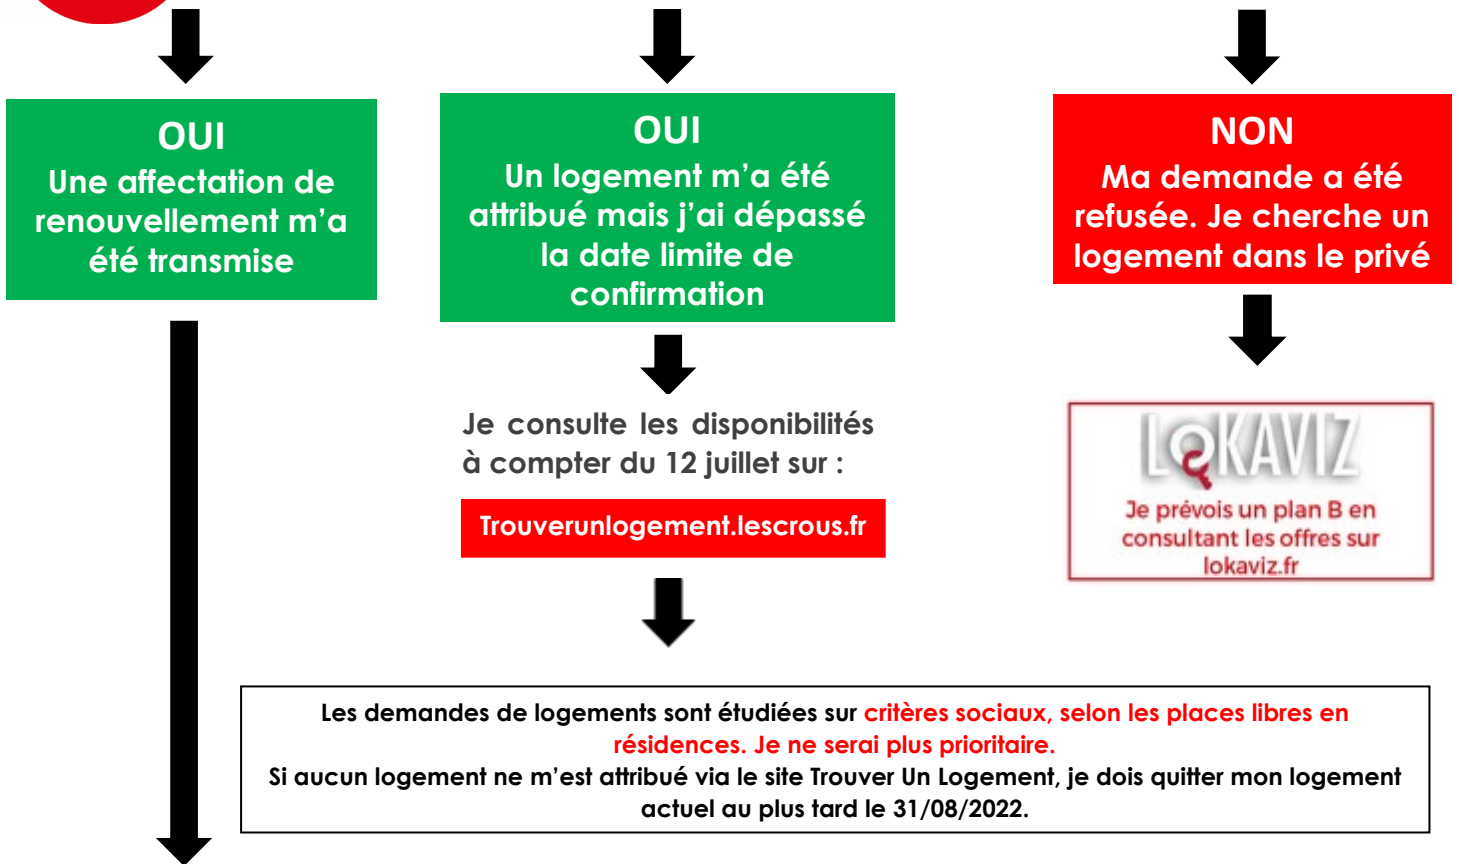 OUI
Une affectation de
renouvellement m’a
été transmise
OUI
Un logement m’a été
attribué mais j’ai dépassé
la date limite de
confirmation
NON
Ma demande a été
refusée. Je cherche un
logement dans le privé
Je consulte les disponibilités
à compter du 12 juillet sur :
Trouverunlogement.lescrous.fr
LOKAVIZ
Je prévois un plan B en
consultant les offres sur
lokaviz.fr
Les demandes de logements sont étudiées sur critères sociaux, selon les places libres en
résidences. Je ne serai plus prioritaire.
Si aucun logement ne m’est attribué via le site Trouver Un Logement, je dois quitter mon logement
actuel au plus tard le 31/08/2022.